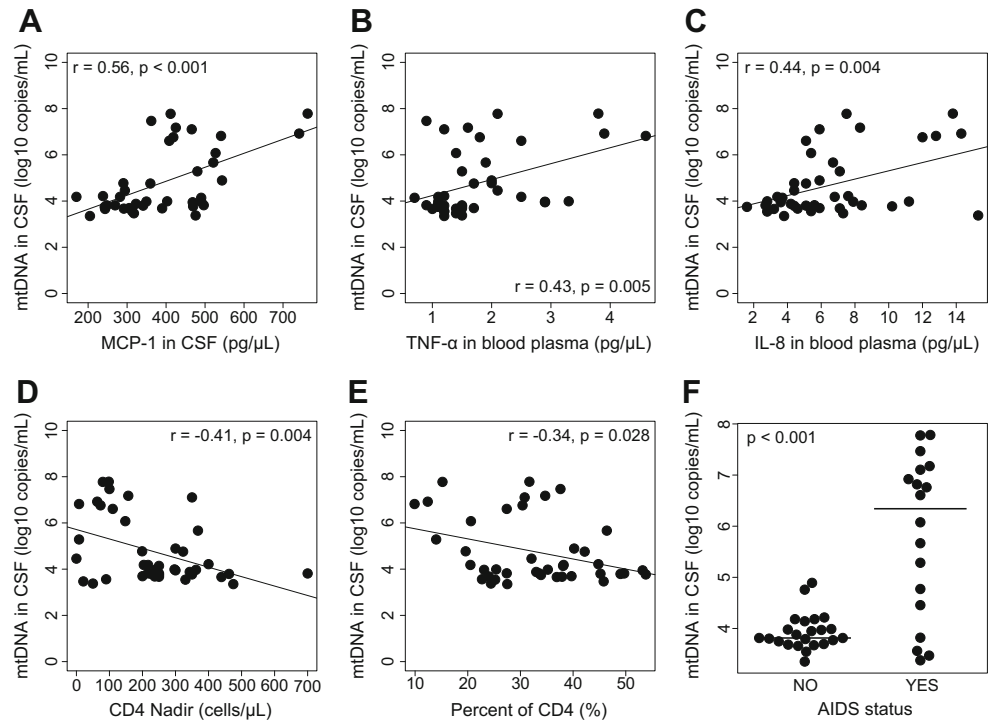 A
mtDNA in CSF (log10 copies/mL)
10
8
6
4
2
0
r = 0.56, p < 0.001
200 300 400 500 600 700
MCP-1 in CSF (pg/µL)
B
mtDNA in CSF (log10 copies/mL)
10
8
6
4
2
0
r = 0.43, p = 0.005
1 2 3 4
TNF-α in blood plasma (pg/µL)
C
mtDNA in CSF (log10 copies/mL)
10
8
6
4
2
0
r = 0.44, p = 0.004
2 4 6 8 10 12 14
IL-8 in blood plasma (pg/µL)
D
mtDNA in CSF (log10 copies/mL)
10
8
6
4
2
0
r = -0.41, p = 0.004
0 100 200 300 400 500 600 700
CD4 Nadir (cells/µL)
E
mtDNA in CSF (log10 copies/mL)
10
8
6
4
2
0
r = -0.34, p = 0.028
10 20 30 40 50
Percent of CD4 (%)
F
mtDNA in CSF (log10 copies/mL)
8
7
6
5
4
p < 0.001
NO YES
AIDS status